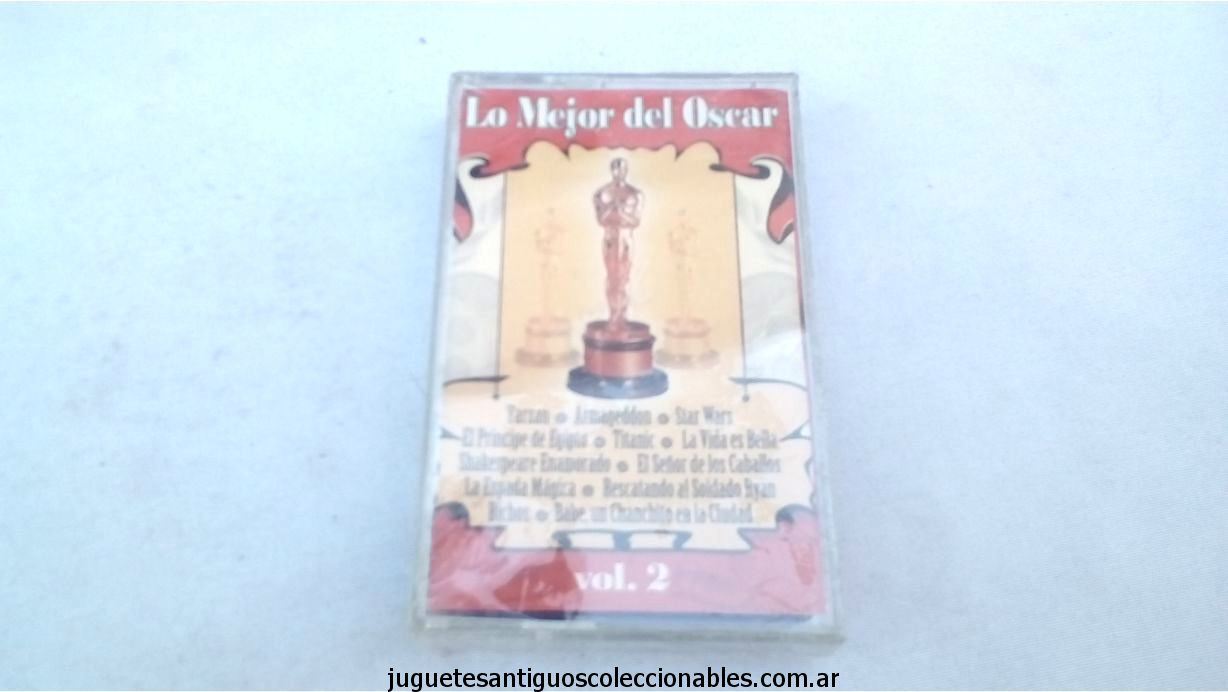 Lo Mejor del Oscar
Tarzan Armageddon Star Wars
El Principe de Egipto Titanic La Vida es Bella
Shakespeare Enamorado El Señor de los Caballos
La Espada Mágica Rescatando al Soldado Ryan
Bichos Babe, un Chanchito en la Ciudad
vol. 2
juguetesantiguoscoleccionables.com.ar